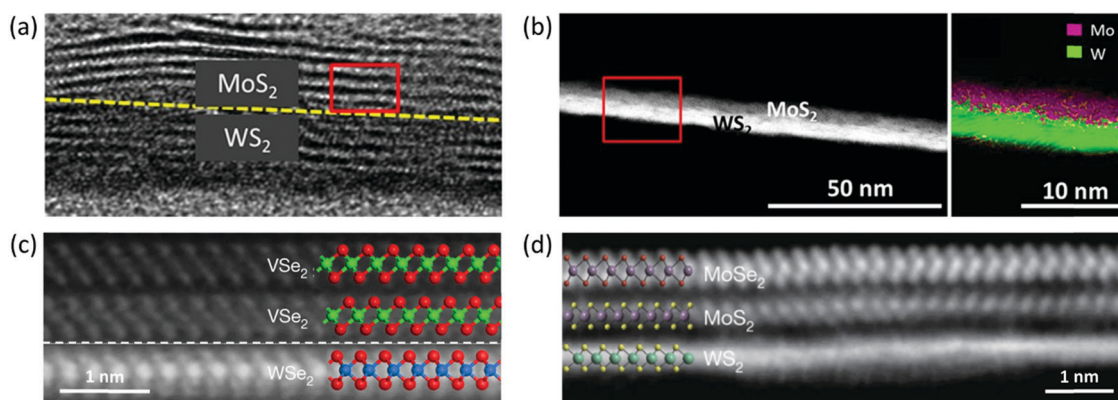 (a)
MoS₂
WS₂
(b)
MoS₂
WS₂
50 nm
Mo
W
10 nm
(c)
VSe₂
VSe₂
WSe₂
1 nm
(d)
MoSe₂
MoS₂
WS₂
1 nm